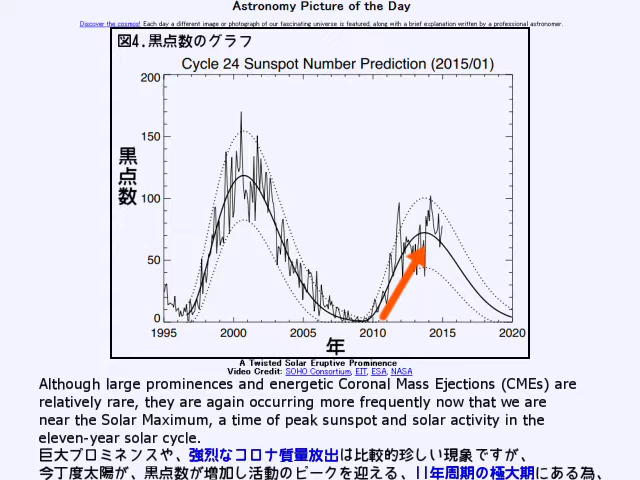 Astronomy Picture of the Day
Discover the cosmos! Each day a different image or photograph of our fascinating universe is featured, along with a brief explanation written by a professional astronomer.
図4.黒点数のグラフ
Cycle 24 Sunspot Number Prediction (2015/01)
200
150
黒点数
100
50
0
1995 2000 2005 2010 2015 2020
年
A Twisted Solar Eruptive Prominence
Video Credit: SOHO Consortium, EIT, ESA, NASA
Although large prominences and energetic Coronal Mass Ejections (CMEs) are
relatively rare, they are again occurring more frequently now that we are
near the Solar Maximum, a time of peak sunspot and solar activity in the
eleven-year solar cycle.
巨大プロミネンスや、強烈なコロナ質量放出は比較的珍しい現象ですが、
今丁度太陽が、黒点数が増加し活動のピークを迎える、11年周期の極大期にある為、